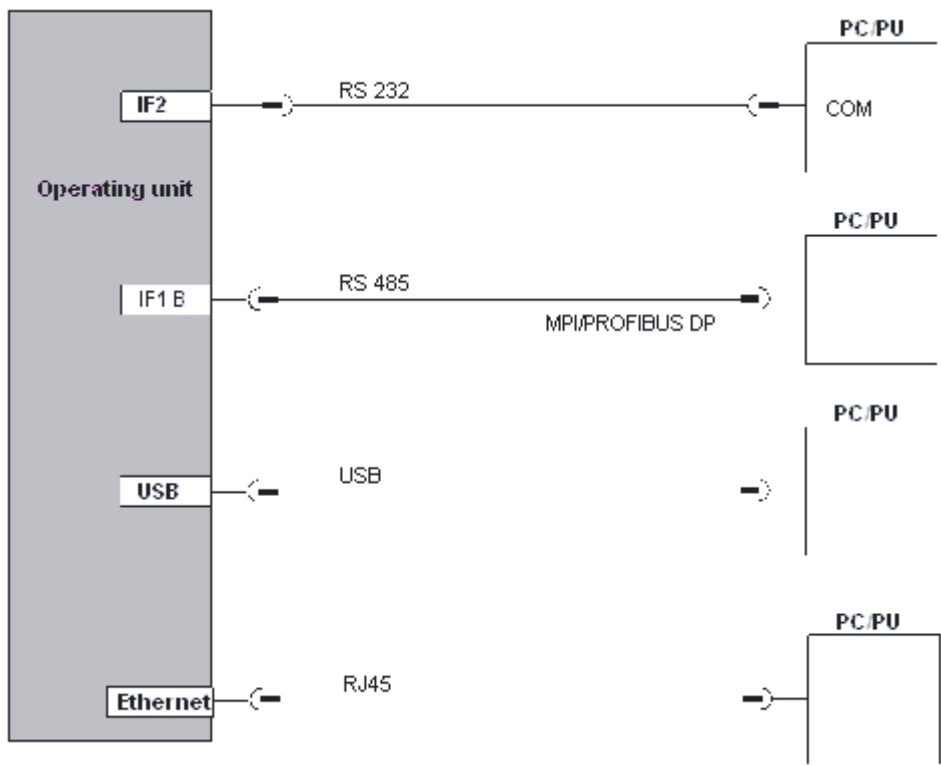 PC/PU
IF2
RS 232
COM
Operating unit
PC/PU
IF1 B
RS 485
MPI/PROFIBUS DP
PC/PU
USB
USB
PC/PU
Ethernet
RJ45